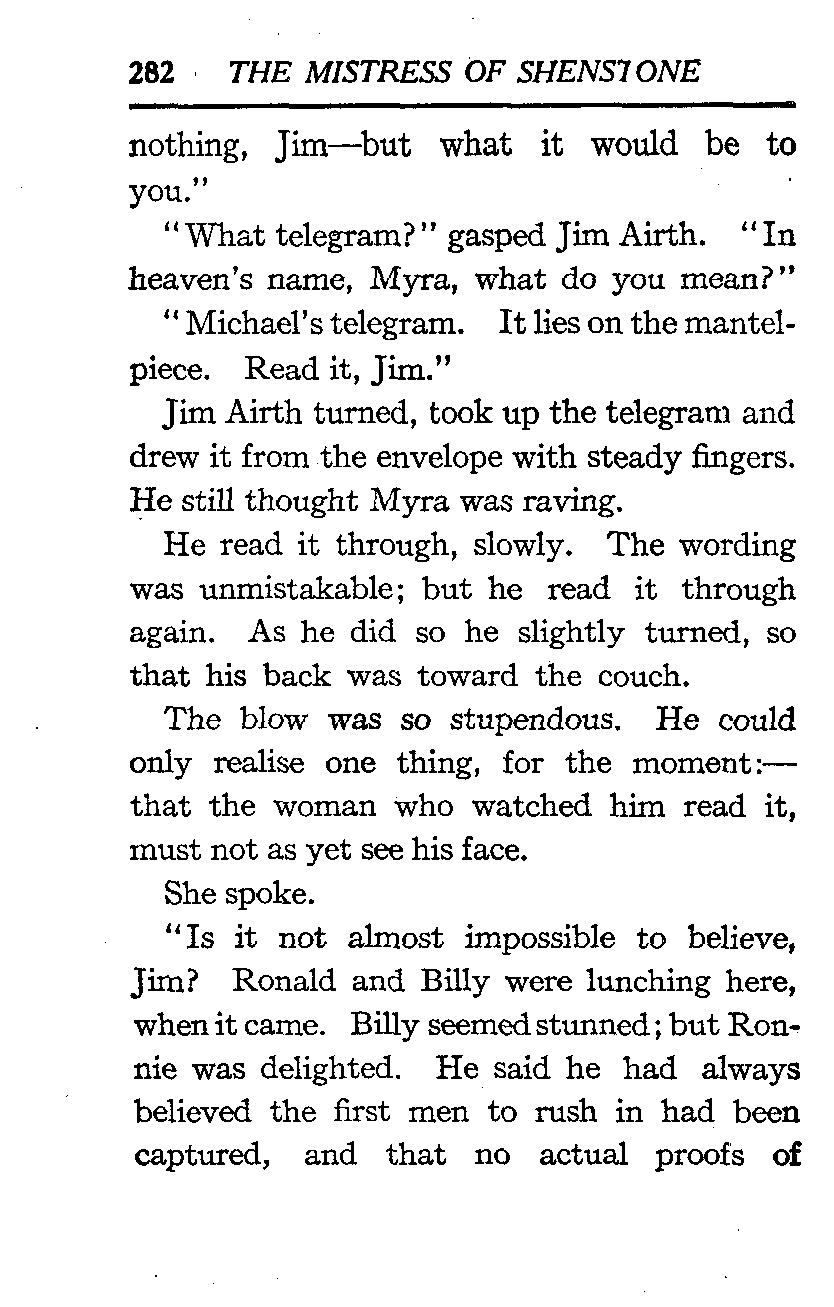 282 THE MISTRESS OF SHENSTONE
nothing, Jim—but what it would be to
you."
"What telegram?" gasped Jim Airth. "In
heaven's name, Myra, what do you mean?"
"Michael's telegram. It lies on the mantel-
piece. Read it, Jim."
Jim Airth turned, took up the telegram and
drew it from the envelope with steady fingers.
He still thought Myra was raving.
He read it through, slowly. The wording
was unmistakable; but he read it through
again. As he did so he slightly turned, so
that his back was toward the couch.
The blow was so stupendous. He could
only realise one thing, for the moment:—
that the woman who watched him read it,
must not as yet see his face.
She spoke.
"Is it not almost impossible to believe,
Jim? Ronald and Billy were lunching here,
when it came. Billy seemed stunned; but Ron-
nie was delighted. He said he had always
believed the first men to rush in had been
captured, and that no actual proofs of